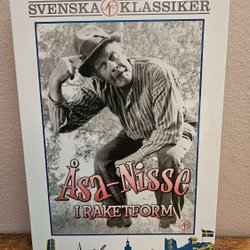 SVENSKA KLASSIKER
Åsa-Nisse
I RAKETFORM